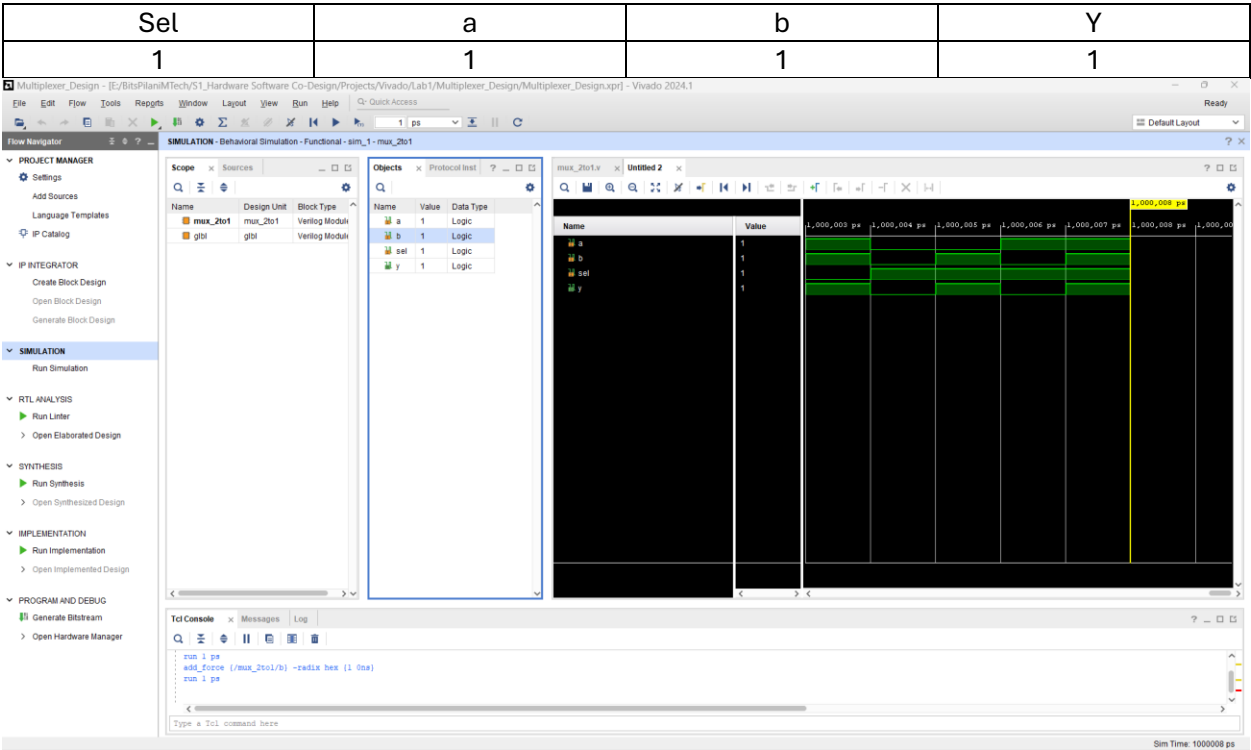 Sel a b Y
1 1 1 1
Multiplexer_Design - [E:/BitsPilaniMTech/S1_Hardware Software Co-Design/Projects/Vivado/Lab1/Multiplexer_Design/Multiplexer_Design.xpr] - Vivado 2024.1
File Edit Flow Tools Reports Window Layout View Run Help Quick Access Ready
1 ps Default Layout
Flow Navigator
SIMULATION - Behavioral Simulation - Functional - sim_1 - mux_2to1
PROJECT MANAGER
Settings
Add Sources
Language Templates
IP Catalog
IP INTEGRATOR
Create Block Design
Open Block Design
Generate Block Design
SIMULATION
Run Simulation
RTL ANALYSIS
Run Linter
Open Elaborated Design
SYNTHESIS
Run Synthesis
Open Synthesized Design
IMPLEMENTATION
Run Implementation
Open Implemented Design
PROGRAM AND DEBUG
Generate Bitstream
Open Hardware Manager
Scope Sources
Name Design Unit Block Type
mux_2to1 mux_2to1 Verilog Module
glbl glbl Verilog Module
Objects Protocol Inst
Name Value Data Type
a 1 Logic
b 1 Logic
sel 1 Logic
y 1 Logic
mux_2to1.v Untitled 2
1,000,008 ps
Name Value
1,000,003 ps 1,000,004 ps 1,000,005 ps 1,000,006 ps 1,000,007 ps 1,000,008 ps 1,000,00
a 1
b 1
sel 1
y 1
Tcl Console Messages Log
run 1 ps
add_force {/mux_2to1/b} -radix hex {1 0ns}
run 1 ps
Type a Tcl command here
Sim Time: 1000008 ps